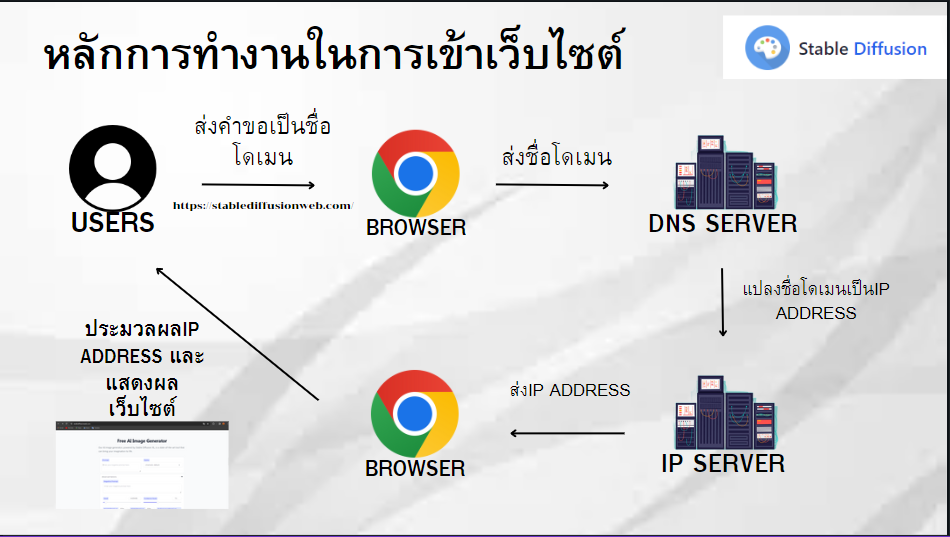 หลักการทำงานในการเข้าเว็บไซต์
Stable Diffusion
ส่งคำขอเป็นชื่อ
โดเมน
https://stablediffusionweb.com/
USERS
BROWSER
ส่งชื่อโดเมน
DNS SERVER
แปลงชื่อโดเมนเป็นIP
ADDRESS
ประมวลผลIP
ADDRESS และ
แสดงผล
เว็บไซต์
Free AI Image Generator
BROWSER
ส่งIP ADDRESS
IP SERVER